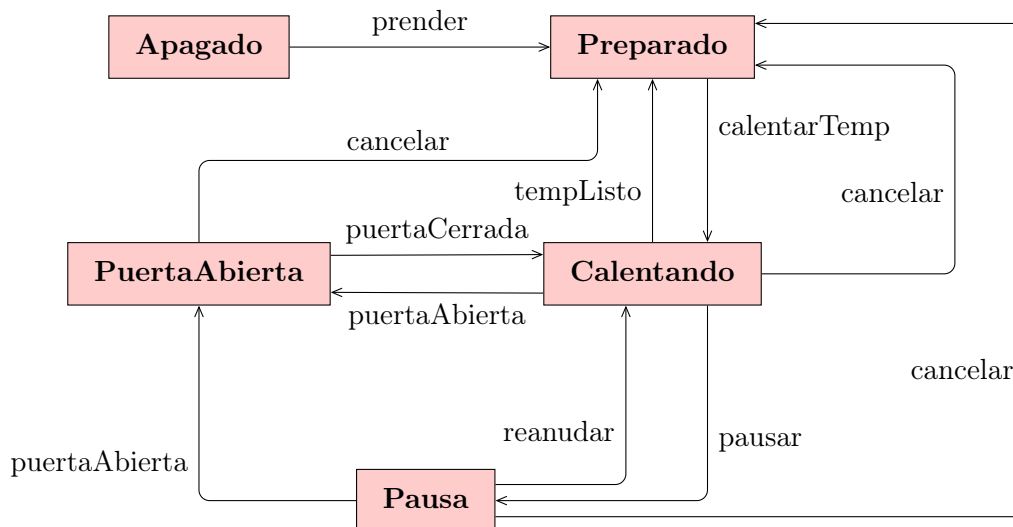 prender
Apagado
Preparado
calentarTemp
cancelar
tempListo
cancelar
puertaCerrada
PuertaAbierta
Calentando
puertaAbierta
cancelar
reanudar
pausar
puertaAbierta
Pausa